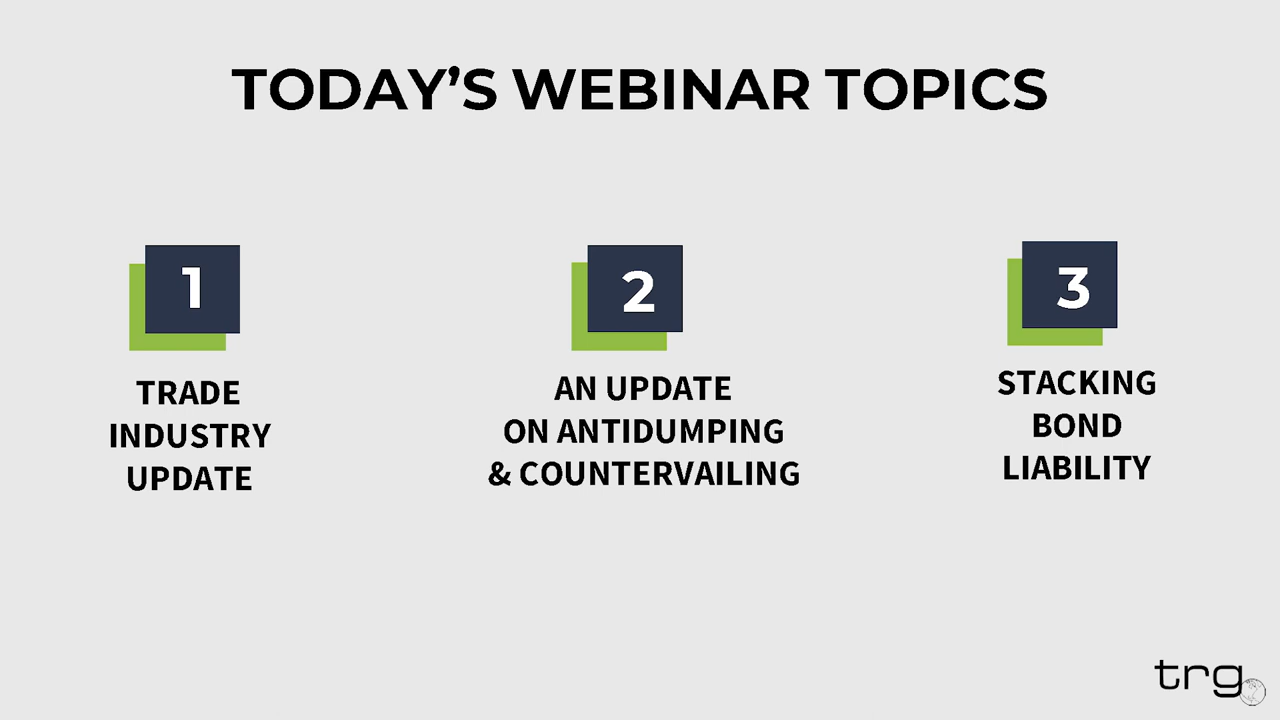 TODAY’S WEBINAR TOPICS
1
TRADE
INDUSTRY
UPDATE
2
AN UPDATE
ON ANTIDUMPING
& COUNTERVAILING
3
STACKING
BOND
LIABILITY
trg